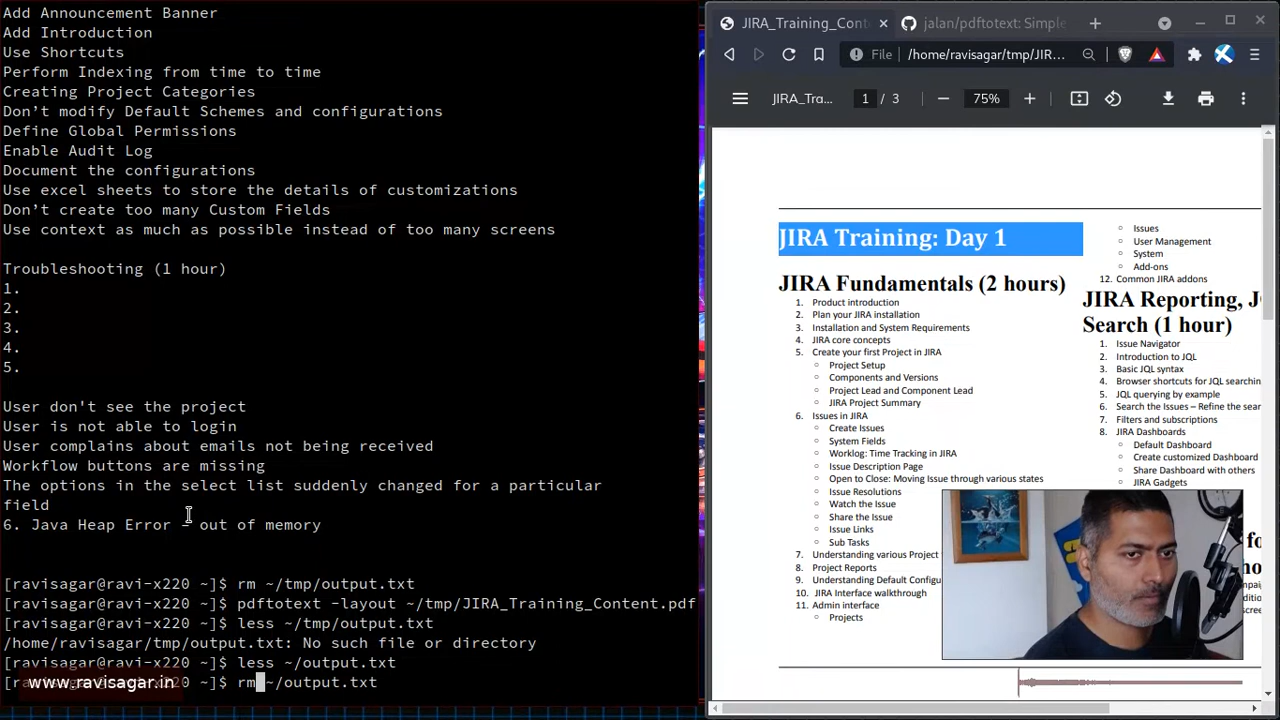 Add Announcement Banner
Add Introduction
Use Shortcuts
Perform Indexing from time to time
Creating Project Categories
Don’t modify Default Schemes and configurations
Define Global Permissions
Enable Audit Log
Document the configurations
Use excel sheets to store the details of customizations
Don’t create too many Custom Fields
Use context as much as possible instead of too many screens
Troubleshooting (1 hour)
1.
2.
3.
4.
5.
User don't see the project
User is not able to login
User complains about emails not being received
Workflow buttons are missing
The options in the select list suddenly changed for a particular
field
6. Java Heap Error - out of memory
[ravisagar@ravi-x220 ~]$ rm ~/tmp/output.txt
[ravisagar@ravi-x220 ~]$ pdftotext -layout ~/tmp/JIRA_Training_Content.pdf
[ravisagar@ravi-x220 ~]$ less ~/tmp/output.txt
/home/ravisagar/tmp/output.txt: No such file or directory
[ravisagar@ravi-x220 ~]$ less ~/output.txt
[ravisagar@ravi-x220 ~]$ rm ~/output.txt
www.ravisagar.in
JIRA_Training_Cont
jalan/pdftotext: Simple
File
/home/ravisagar/tmp/JIR...
JIRA_Tra...
1 / 3
75%
JIRA Training: Day 1
JIRA Fundamentals (2 hours)
1. Product introduction
2. Plan your JIRA installation
3. Installation and System Requirements
4. JIRA core concepts
5. Create your first Project in JIRA
Project Setup
Components and Versions
Project Lead and Component Lead
JIRA Project Summary
6. Issues in JIRA
Create Issues
System Fields
Worklog: Time Tracking in JIRA
Issue Description Page
Open to Close: Moving Issue through various states
Issue Resolutions
Watch the Issue
Share the Issue
Issue Links
Sub Tasks
7. Understanding various Project
8. Project Reports
9. Understanding Default Configu
10. JIRA Interface walkthrough
11. Admin interface
Projects
Issues
User Management
System
Add-ons
12. Common JIRA addons
JIRA Reporting,
Search (1 hour)
1. Issue Navigator
2. Introduction to JQL
3. Basic JQL syntax
4. Browser shortcuts for JQL searchin
5. JQL querying by example
6. Search the Issues – Refine the sear
7. Filters and subscriptions
8. JIRA Dashboards
Default Dashboard
Create customized Dashboard
Share Dashboard with others
JIRA Gadgets